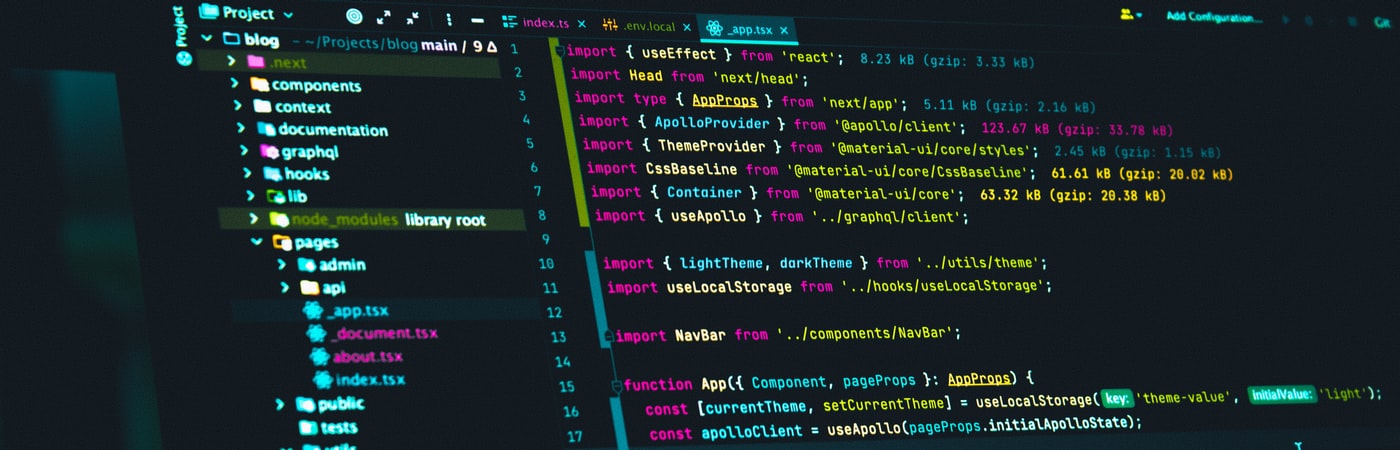 Project
Project
index.ts
.env.local
_app.tsx
Add Configuration...
Git
blog ~/Projects/blog main / 9 Δ
.next
components
context
documentation
graphql
hooks
lib
node_modules library root
pages
admin
api
_app.tsx
_document.tsx
about.tsx
index.tsx
public
tests
utils
1 import { useEffect } from 'react'; 8.23 kB (gzip: 3.33 kB)
2 import Head from 'next/head';
3 import type { AppProps } from 'next/app'; 5.11 kB (gzip: 2.16 kB)
4 import { ApolloProvider } from '@apollo/client'; 123.67 kB (gzip: 33.78 kB)
5 import { ThemeProvider } from '@material-ui/core/styles'; 2.45 kB (gzip: 1.15 kB)
6 import CssBaseline from '@material-ui/core/CssBaseline'; 61.61 kB (gzip: 20.02 kB)
7 import { Container } from '@material-ui/core'; 63.32 kB (gzip: 20.38 kB)
8 import { useApollo } from '../graphql/client';
9
10 import { lightTheme, darkTheme } from '../utils/theme';
11 import useLocalStorage from '../hooks/useLocalStorage';
12
13 import NavBar from '../components/NavBar';
14
15 function App({ Component, pageProps }: AppProps) {
16 const [currentTheme, setCurrentTheme] = useLocalStorage( key: 'theme-value', initialValue: 'light');
17 const apolloClient = useApollo(pageProps.initialApolloState);